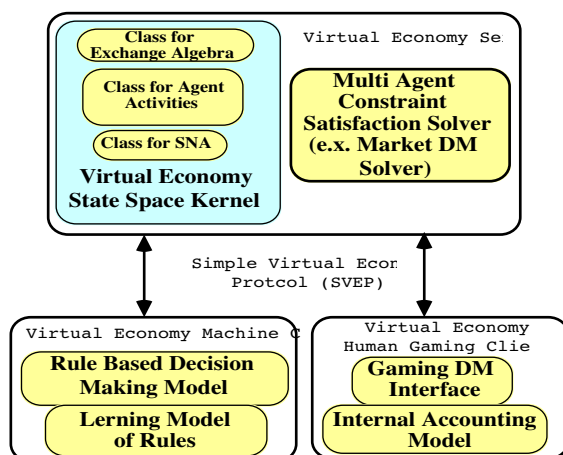 Class for
Exchange Algebra
Class for Agent
Activities
Class for SNA
Virtual Economy
State Space Kernel
Virtual Economy Se
Multi Agent
Constraint
Satisfaction Solver
(e.x. Market DM
Solver)
Simple Virtual Econ
Protcol (SVEP)
Virtual Economy Machine C
Rule Based Decision
Making Model
Lerning Model
of Rules
Virtual Economy
Human Gaming Clie
Gaming DM
Interface
Internal Accounting
Model